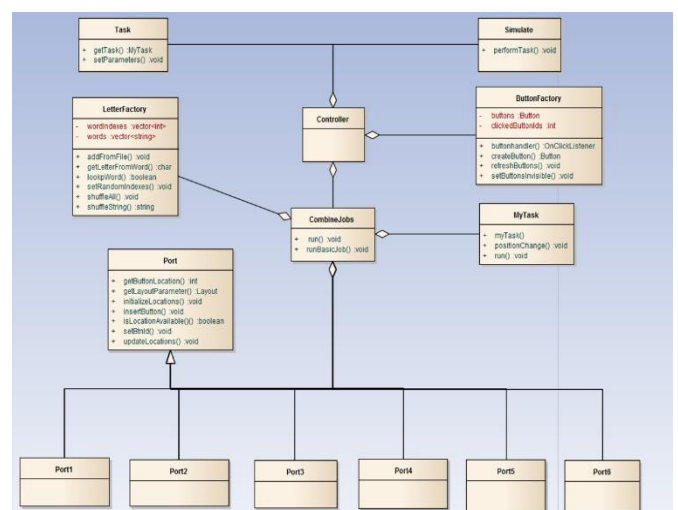 Task
+ getTask() :MyTask
+ setParameters() :void
Simulate
+ performTask() :void
LetterFactory
- wordIndexes :vector<int>
- words :vector<string>
+ addFromFile() :void
+ getLetterFromWord() :char
+ lookpWord() :boolean
+ setRandomIndexes() :void
+ shuffleAll() :void
+ shuffleString() :string
Controller
ButtonFactory
- buttons :Button
- clickedButtonIds :int
+ buttonhandler() :OnClickListener
+ createButton() :Button
+ refreshButtons() :void
+ setButtonsInvisible() :void
CombineJobs
+ run() :void
+ runBasicJob() :void
MyTask
+ myTask()
+ positionChange() :void
+ run() :void
Port
+ getButtonLocation() :int
+ getLayoutParameter() :Layout
+ initializeLocations() :void
+ insertButton() :void
+ isLocationAvailable()() :boolean
+ setBtnId() :void
+ updateLocations() :void
Port1
Port2
Port3
Port4
Port5
Port6